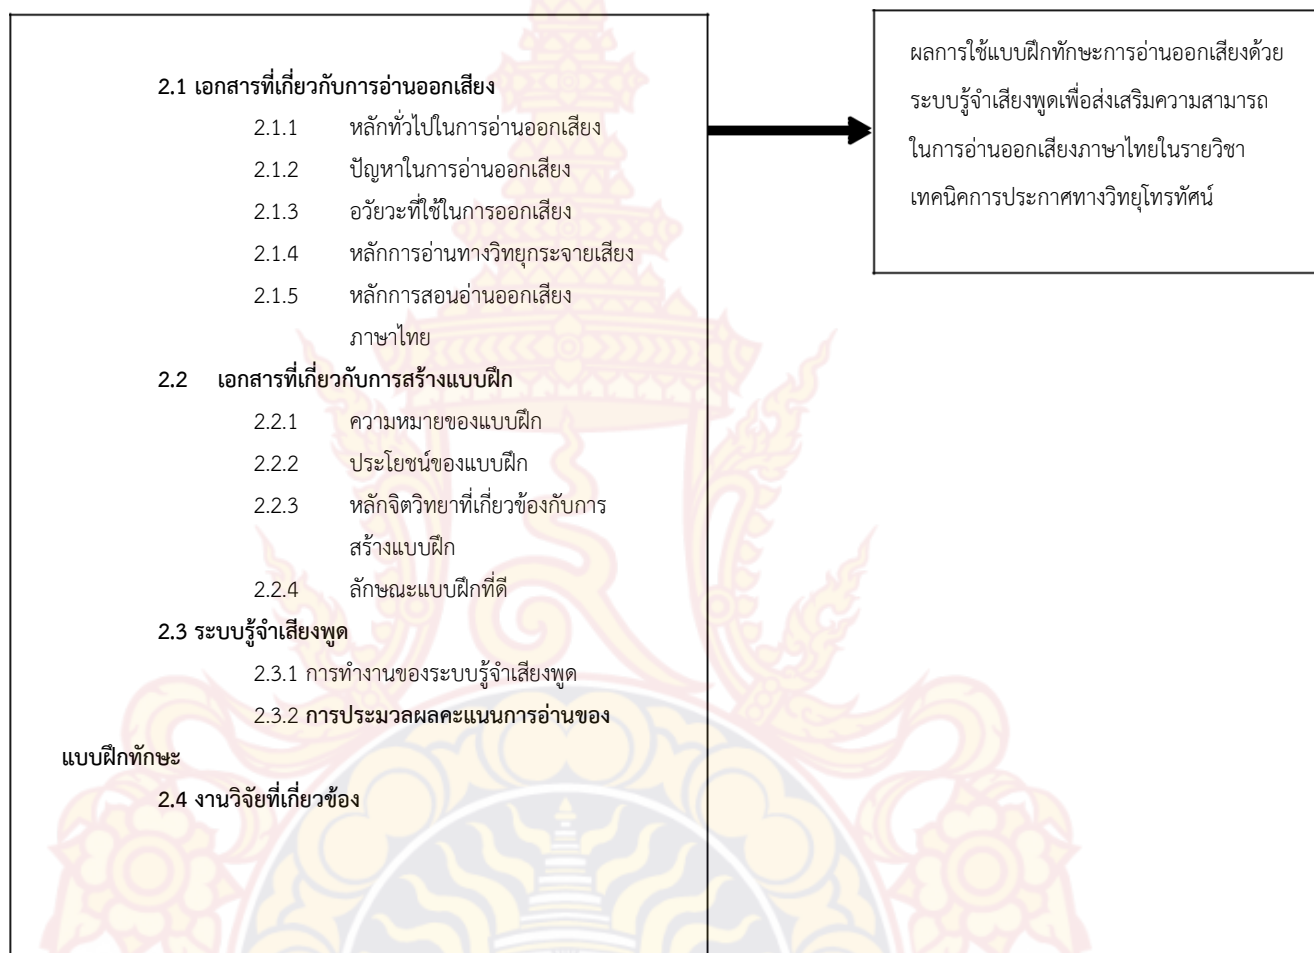 2.1 เอกสารที่เกี่ยวกับการอ่านออกเสียง
2.1.1 หลักทั่วไปในการอ่านออกเสียง
2.1.2 ปัญหาในการอ่านออกเสียง
2.1.3 อวัยวะที่ใช้ในการออกเสียง
2.1.4 หลักการอ่านทางวิทยุกระจายเสียง
2.1.5 หลักการสอนอ่านออกเสียง
ภาษาไทย
2.2 เอกสารที่เกี่ยวกับการสร้างแบบฝึก
2.2.1 ความหมายของแบบฝึก
2.2.2 ประโยชน์ของแบบฝึก
2.2.3 หลักจิตวิทยาที่เกี่ยวข้องกับการ
สร้างแบบฝึก
2.2.4 ลักษณะแบบฝึกที่ดี
2.3 ระบบรู้จำเสียงพูด
2.3.1 การทำงานของระบบรู้จำเสียงพูด
2.3.2 การประมวลผลคะแนนการอ่านของ
แบบฝึกทักษะ
2.4 งานวิจัยที่เกี่ยวข้อง
ผลการใช้แบบฝึกทักษะการอ่านออกเสียงด้วย
ระบบรู้จำเสียงพูดเพื่อส่งเสริมความสามารถ
ในการอ่านออกเสียงภาษาไทยในรายวิชา
เทคนิคการประกาศทางวิทยุโทรทัศน์